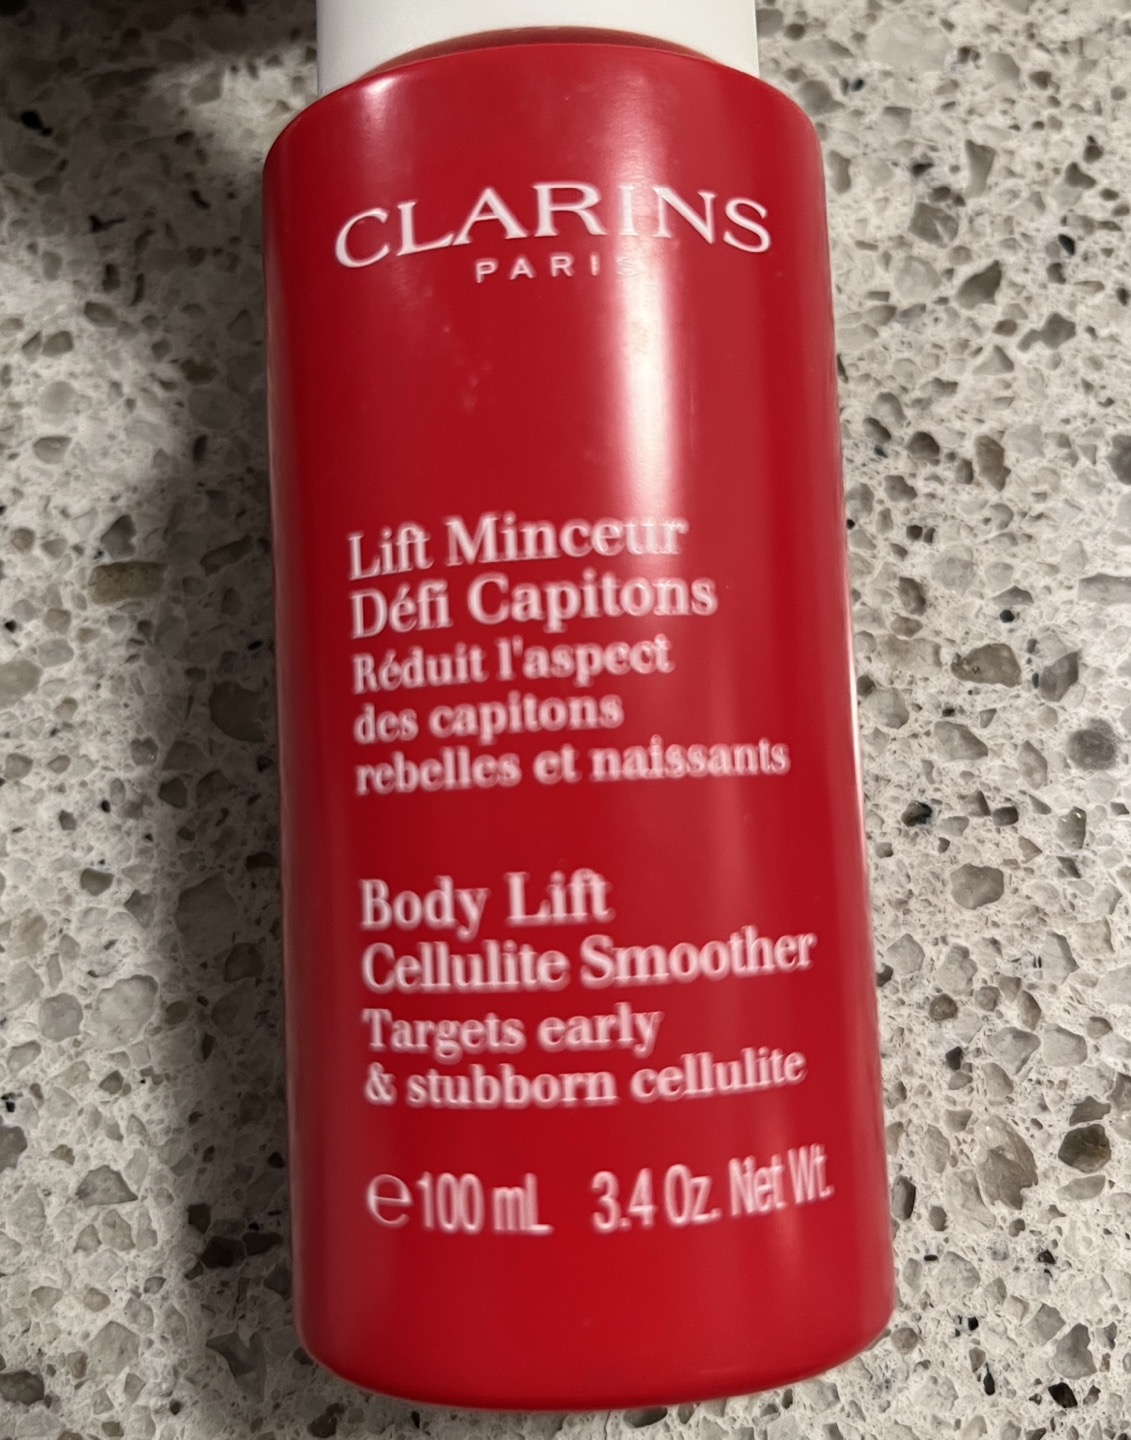 CLARINS
PARIS
Lift Minceur
Défi Capitons
Réduit l'aspect
des capitons
rebelles et naissants
Body Lift
Cellulite Smoother
Targets early
& stubborn cellulite
℮100 mL 3.4 Oz. Net Wt.